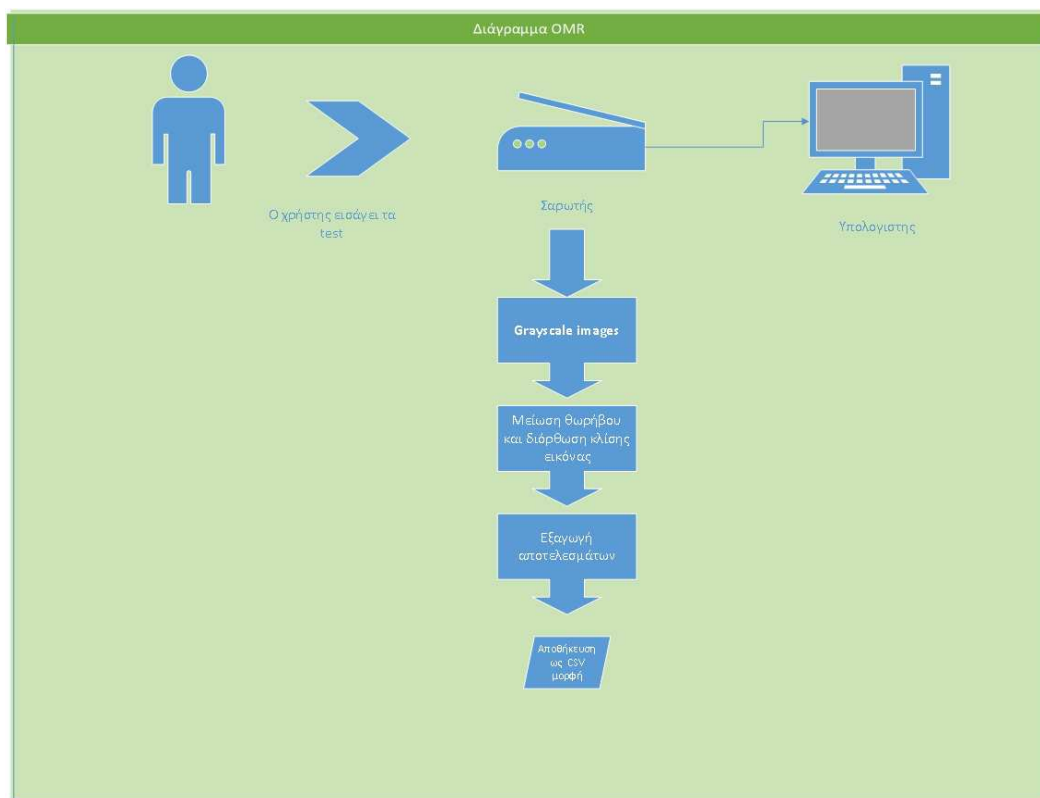 Διάγραμμα OMR
Ο χρήστης εισάγει τα
test
Σαρωτής
Υπολογιστης
Grayscale images
Μείωση θωρήβου
και διόρθωση κλίσης
εικόνας
Εξαγωγή
αποτελεσμάτων
Αποθήκευση
ως CSV
μορφή